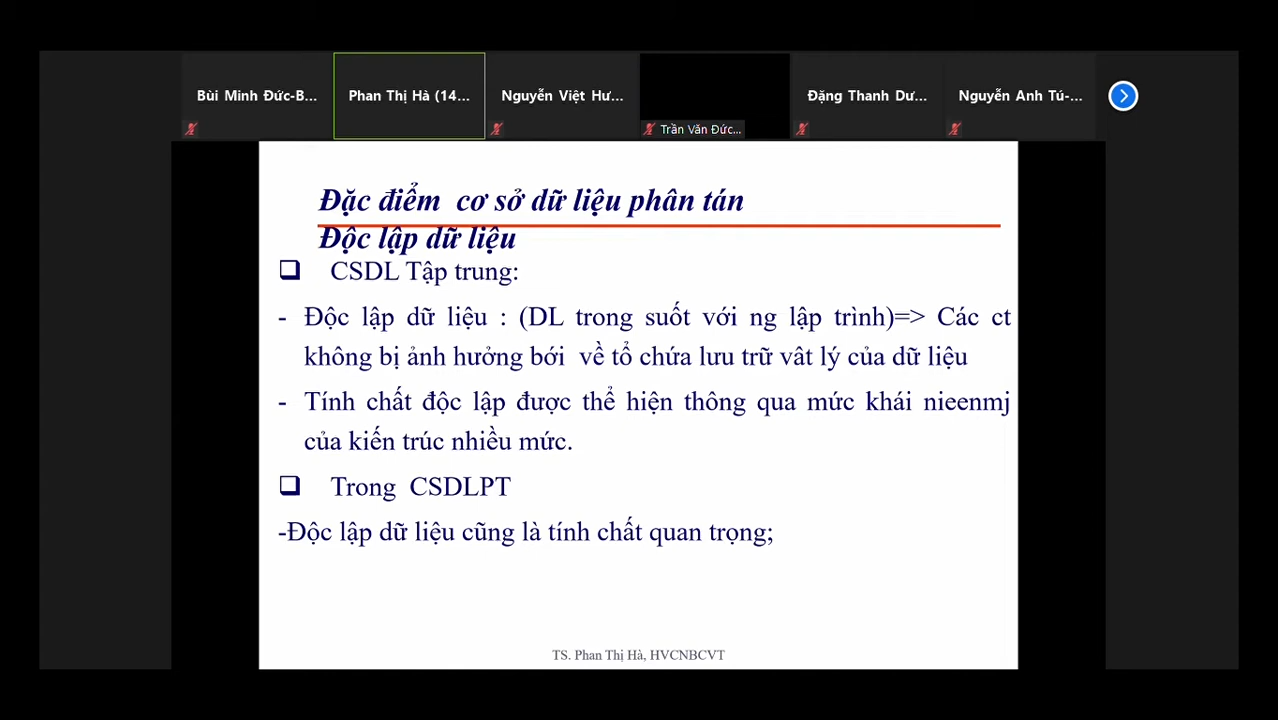 Bùi Minh Đức-B...
Phan Thị Hà (14...
Nguyễn Việt Hư...
Trần Văn Đức...
Đặng Thanh Dư...
Nguyễn Anh Tú-...
Đặc điểm cơ sở dữ liệu phân tán
Độc lập dữ liệu
❑ CSDL Tập trung:
- Độc lập dữ liệu : (DL trong suốt với ng lập trình)=> Các ct
không bị ảnh hưởng bới về tổ chứa lưu trữ vât lý của dữ liệu
- Tính chất độc lập được thể hiện thông qua mức khái nieenmj
của kiến trúc nhiều mức.
❑ Trong CSDLPT
-Độc lập dữ liệu cũng là tính chất quan trọng;
TS. Phan Thị Hà, HVCNBCVT